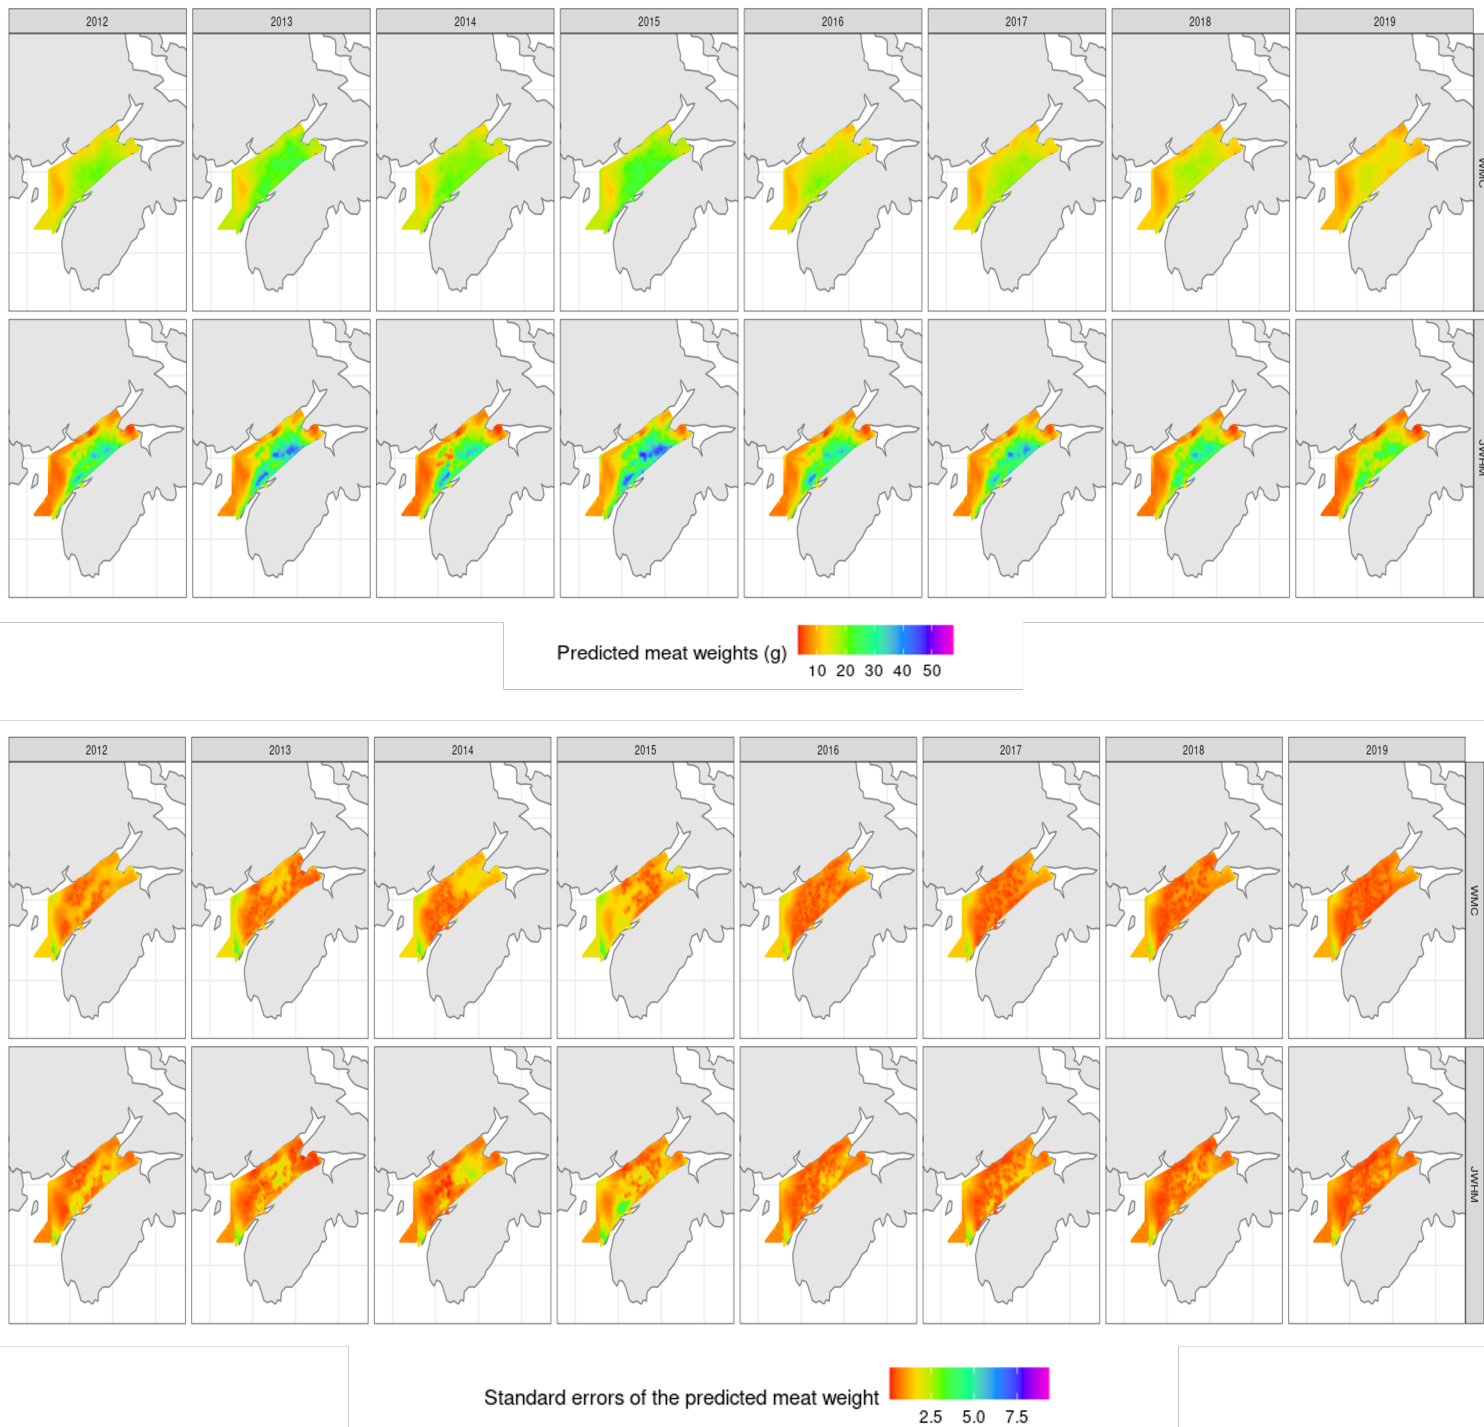 2012 2013 2014 2015 2016 2017 2018 2019
WMC
JWHM
Predicted meat weights (g)
10 20 30 40 50
2012 2013 2014 2015 2016 2017 2018 2019
WMC
JWHM
Standard errors of the predicted meat weight
2.5 5.0 7.5